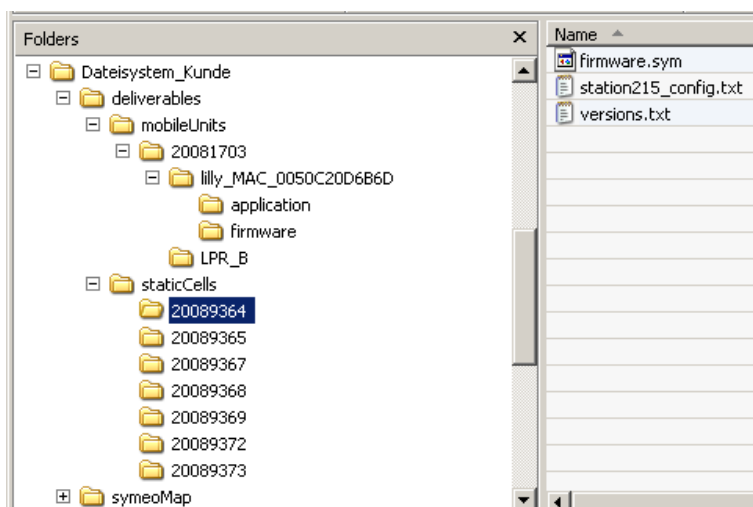 Folders
Dateisystem_Kunde
deliverables
mobileUnits
20081703
lilly_MAC_0050C20D6B6D
application
firmware
LPR_B
staticCells
20089364
20089365
20089367
20089368
20089369
20089372
20089373
symeoMap
Name
firmware.sym
station215_config.txt
versions.txt